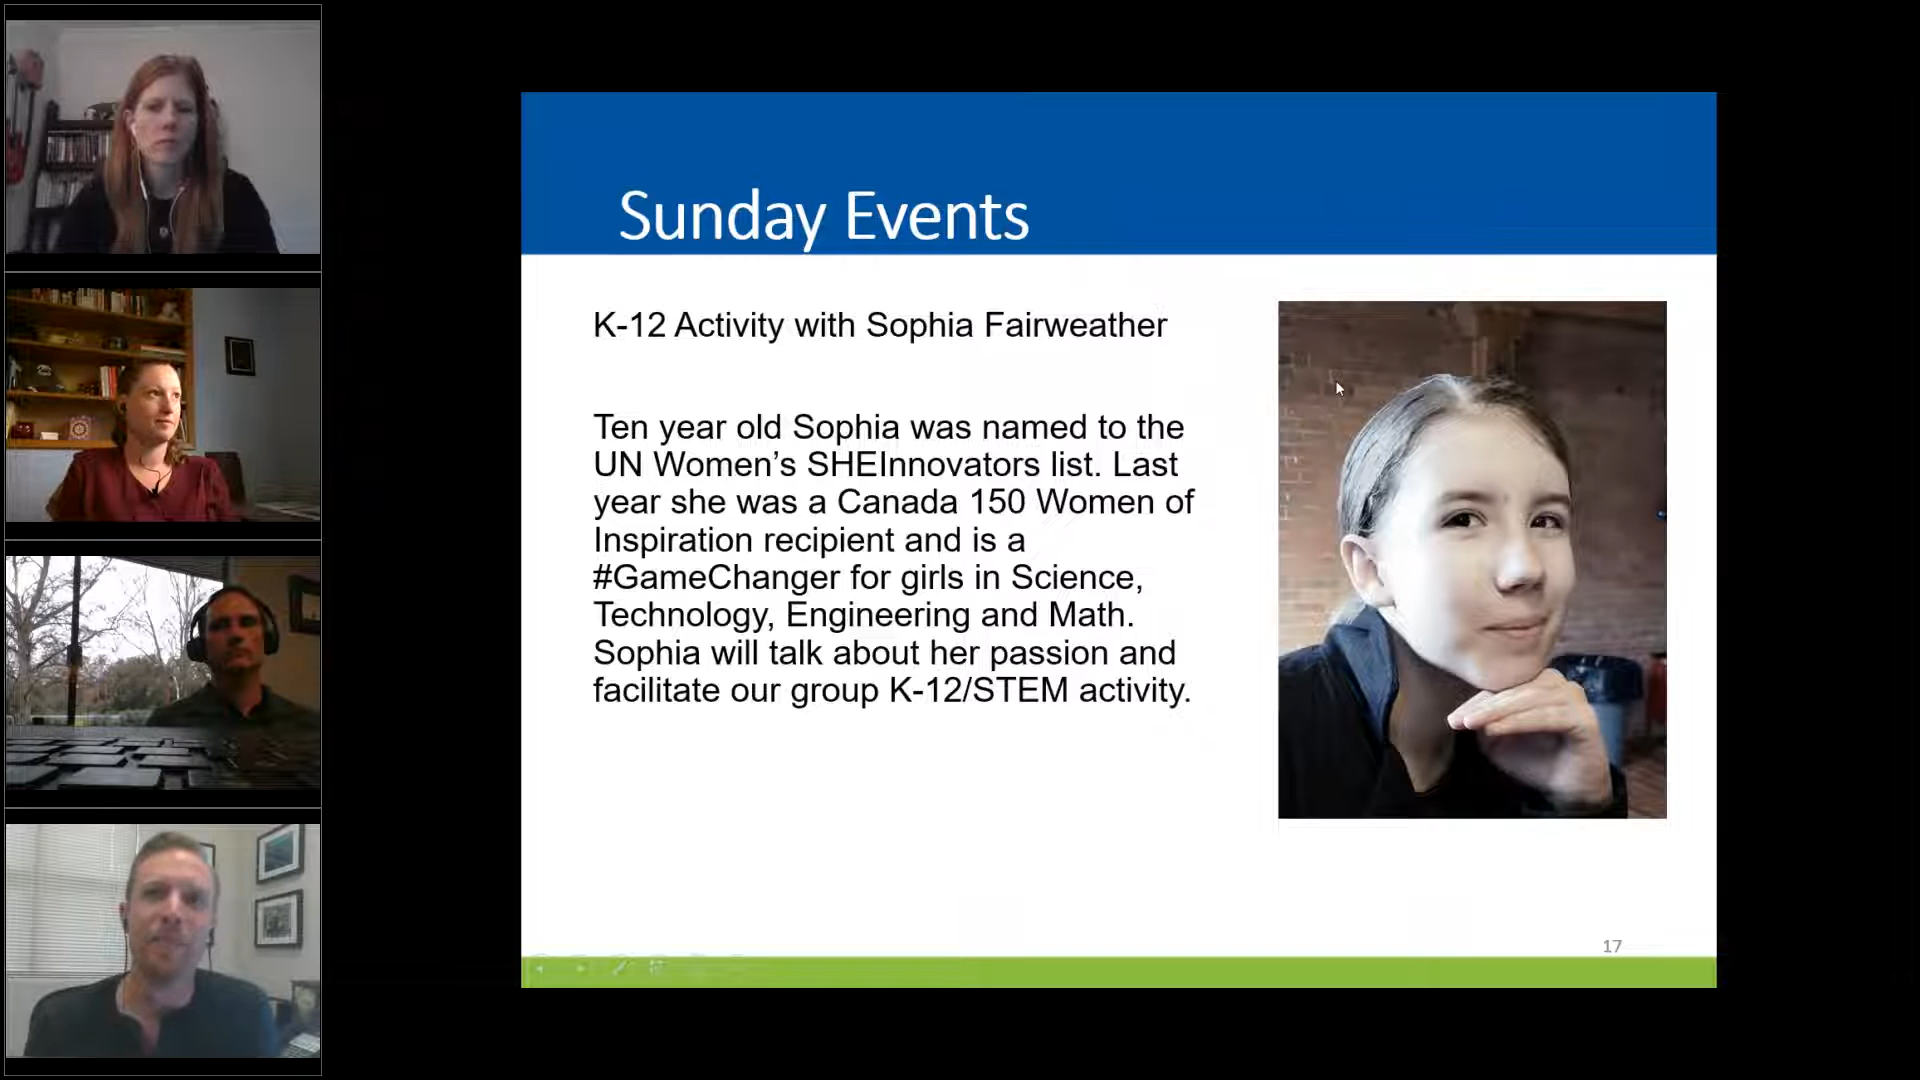 Sunday Events
K-12 Activity with Sophia Fairweather
Ten year old Sophia was named to the
UN Women’s SHEInnovators list. Last
year she was a Canada 150 Women of
Inspiration recipient and is a
#GameChanger for girls in Science,
Technology, Engineering and Math.
Sophia will talk about her passion and
facilitate our group K-12/STEM activity.
17